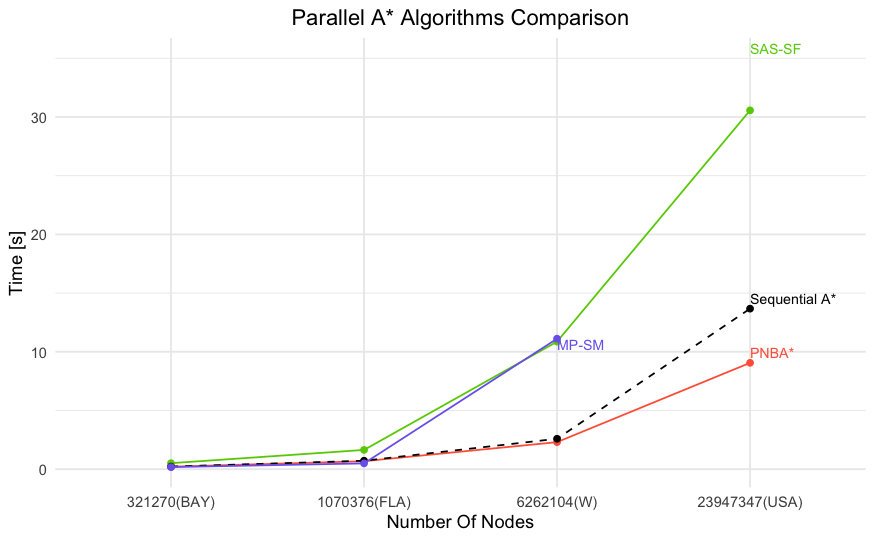 Parallel A* Algorithms Comparison
SAS-SF
30
20
Time [s]
Sequential A*
MP-SM
PNBA*
10
0
321270(BAY) 1070376(FLA) 6262104(W) 23947347(USA)
Number Of Nodes